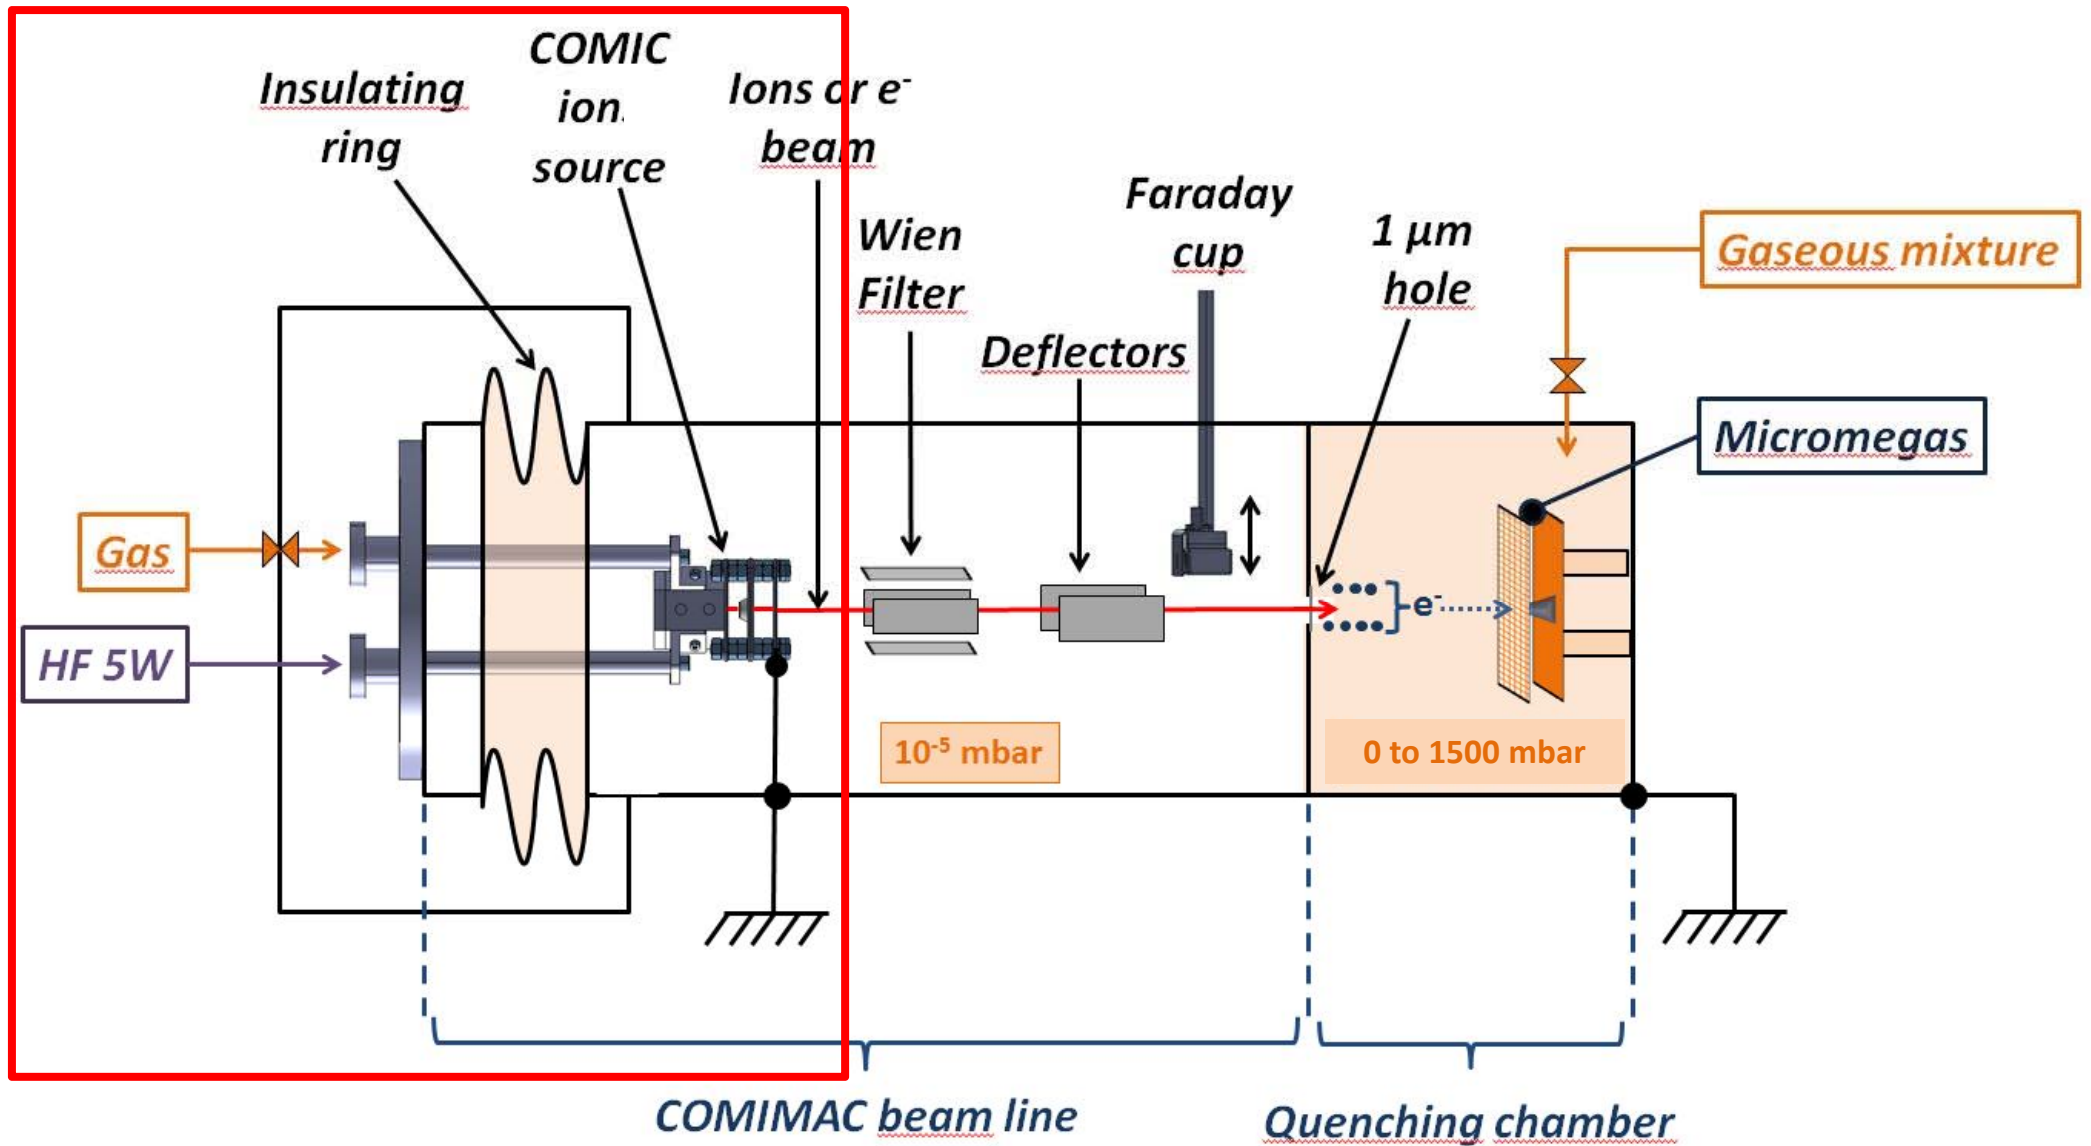 COMIC
ion.
source
Insulating
ring
Ions or e-
beam
Wien
Filter
Faraday
cup
1 µm
hole
Deflectors
Gaseous mixture
Micromegas
Gas
HF 5W
e-
10-5 mbar
0 to 1500 mbar
COMIMAC beam line
Quenching chamber